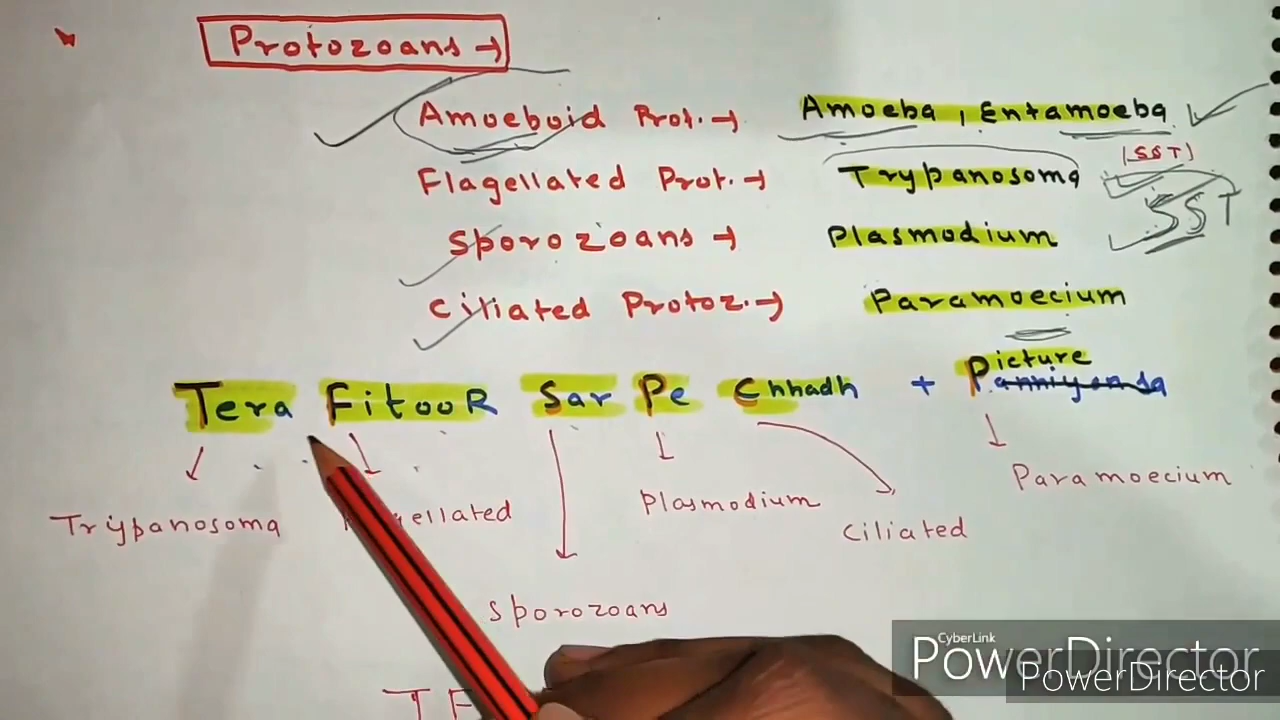 Protozoans →
Amoeboid Prot. → Amoeba, Entamoeba
Flagellated Prot. → Trypanosoma (SST)
SST
Sporozoans → Plasmodium
Ciliated Protoz. → Paramoecium
Picture
Tera FitooR Sar Pe Chhadh +
Trypanosoma Plasmodium Ciliated Paramoecium
Sporozoans
CyberLink
PowerDirector
PowerDirector